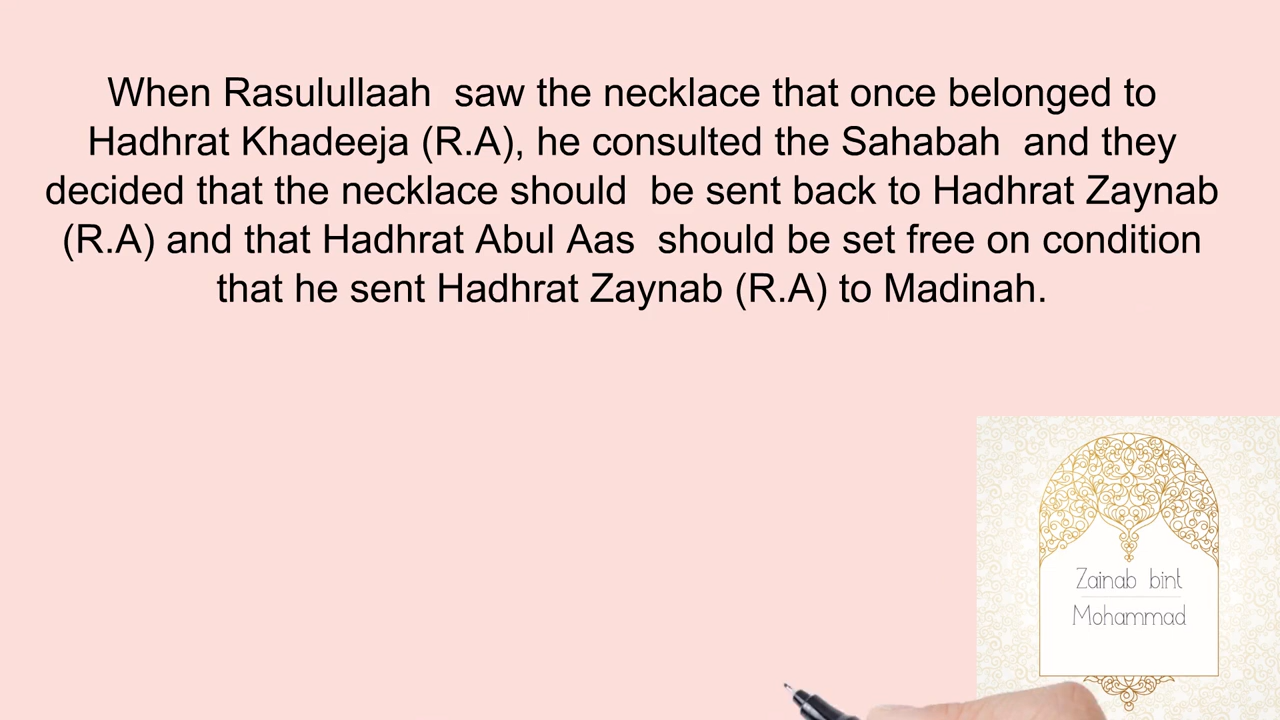 When Rasulullaah  saw the necklace that once belonged to
Hadhrat Khadeeja (R.A), he consulted the Sahabah  and they
decided that the necklace should  be sent back to Hadhrat Zaynab
(R.A) and that Hadhrat Abul Aas  should be set free on condition
that he sent Hadhrat Zaynab (R.A) to Madinah.
Zainab bint
Mohammad